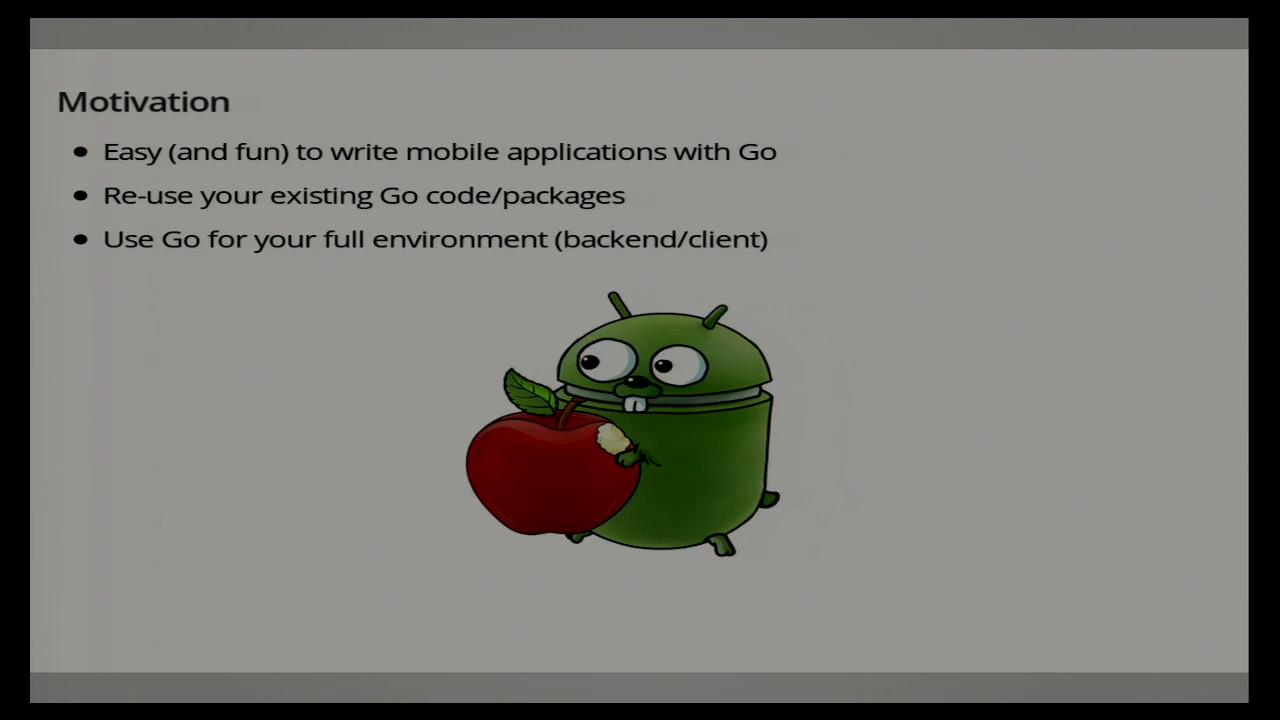 Motivation
• Easy (and fun) to write mobile applications with Go
• Re-use your existing Go code/packages
• Use Go for your full environment (backend/client)